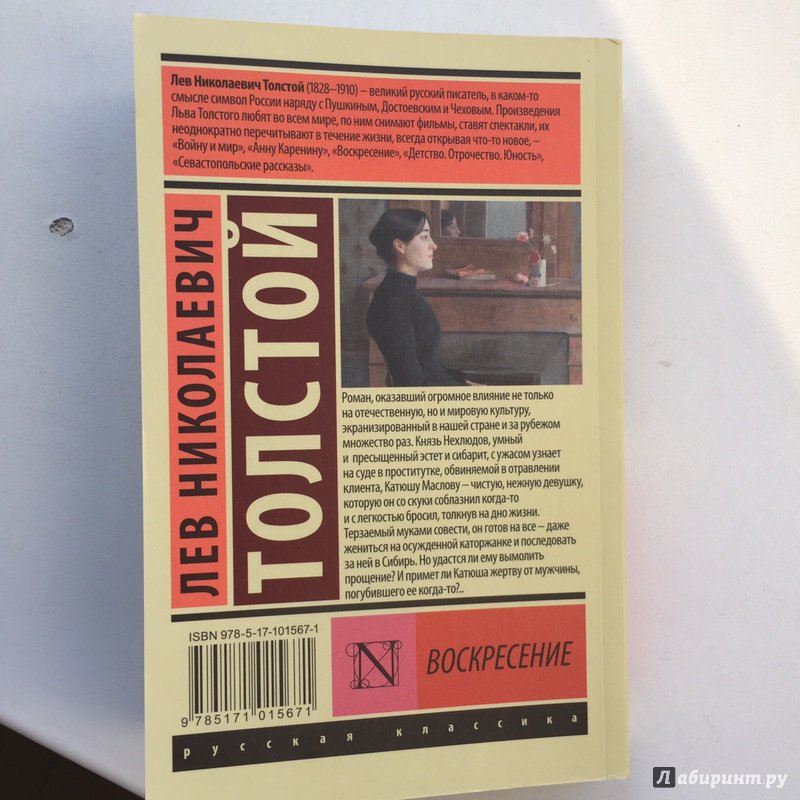 Лев Николаевич Толстой (1828–1910) – великий русский писатель, в каком-то
смысле символ России наряду с Пушкиным, Достоевским и Чеховым. Произведения
Льва Толстого любят во всем мире, по ним снимают фильмы, ставят спектакли, их
неоднократно перечитывают в течение жизни, всегда открывая что-то новое, –
«Войну и мир», «Анну Каренину», «Воскресение», «Детство. Отрочество. Юность»,
«Севастопольские рассказы».
ЛЕВ НИКОЛАЕВИЧ
ТОЛСТОЙ
Роман, оказавший огромное влияние не только
на отечественную, но и мировую культуру,
экранизированный в нашей стране и за рубежом
множество раз. Князь Нехлюдов, умный
и пресыщенный эстет и сибарит, с ужасом узнает
на суде в проститутке, обвиняемой в отравлении
клиента, Катюшу Маслову – чистую, нежную девушку,
которую он со скуки соблазнил когда-то
и с легкостью бросил, толкнув на дно жизни.
Терзаемый муками совести, он готов на все – даже
жениться на осужденной каторжанке и последовать
за ней в Сибирь. Но удастся ли ему вымолить
прощение? И примет ли Катюша жертву от мужчины,
погубившего ее когда-то?..
ISBN 978-5-17-101567-1
9 785171 015671
N
ВОСКРЕСЕНИЕ
русская классика
Лабиринт.ру